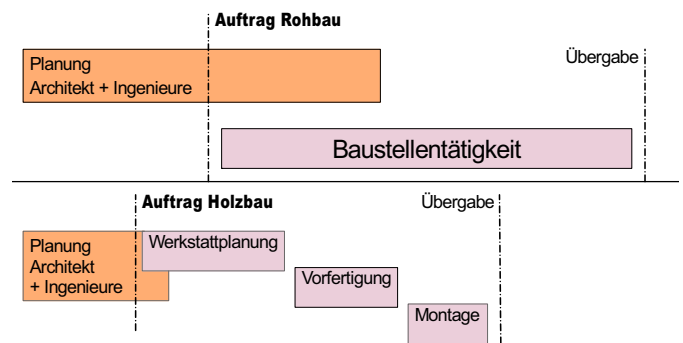 Auftrag Rohbau
Planung
Architekt + Ingenieure
Übergabe
Baustellentätigkeit
Auftrag Holzbau
Übergabe
Planung
Architekt
+ Ingenieure
Werkstattplanung
Vorfertigung
Montage